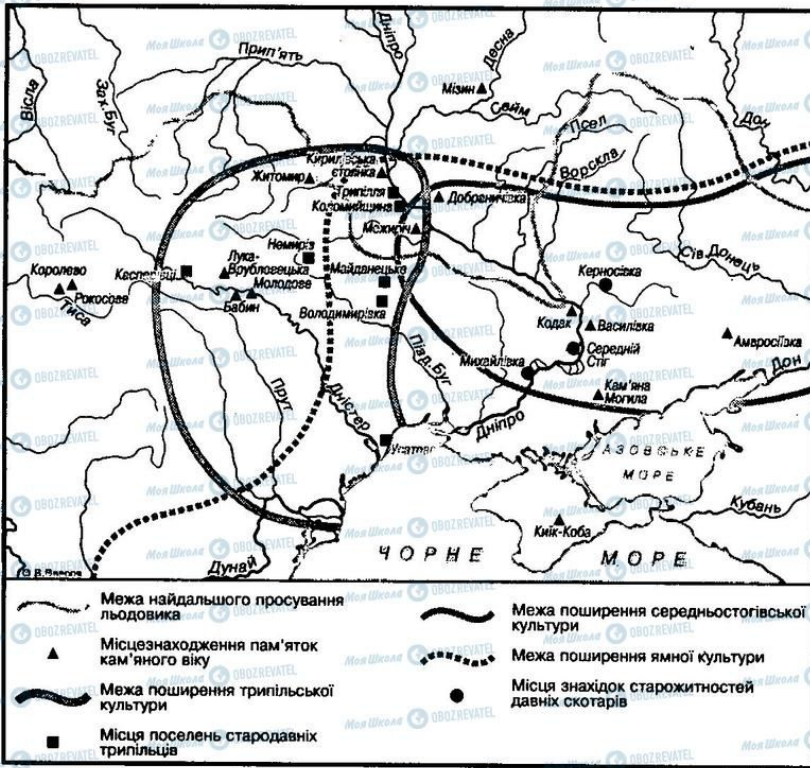 Вісла
Зах. Буг
Прип'ять
Дніпро
Десна
Мізин
Сейм
Псел
Дон
Ворскла
Кирилівська
стоянка
Житомир
Трипілля
Коломийщина
Добраничівка
Межиріч
Немирів
Лука-
Врублевецька
Майданецьке
Королево
Рокосове
Тиса
Молодове
Бабин
Володимирівка
Сів. Донець
Керносівка
Кодак
Василівка
Середній
Стіг
Михайлівка
Амвросіївка
Дон
Кам'яна
Могила
Прут
Дністер
Півд. Буг
Дніпро
Усатове
АЗОВСЬКЕ
МОРЕ
Кубань
Киїк-Коба
Дунай
ЧОРНЕ МОРЕ
Межа найдальшого просування
льодовика
Місцезнаходження пам'яток
кам'яного віку
Межа поширення трипільської
культури
Місця поселень стародавніх
трипільців
Межа поширення середньостогівської
культури
Межа поширення ямної культури
Місця знахідок старожитностей
давніх скотарів
Моя Школа OBOZREVATEL